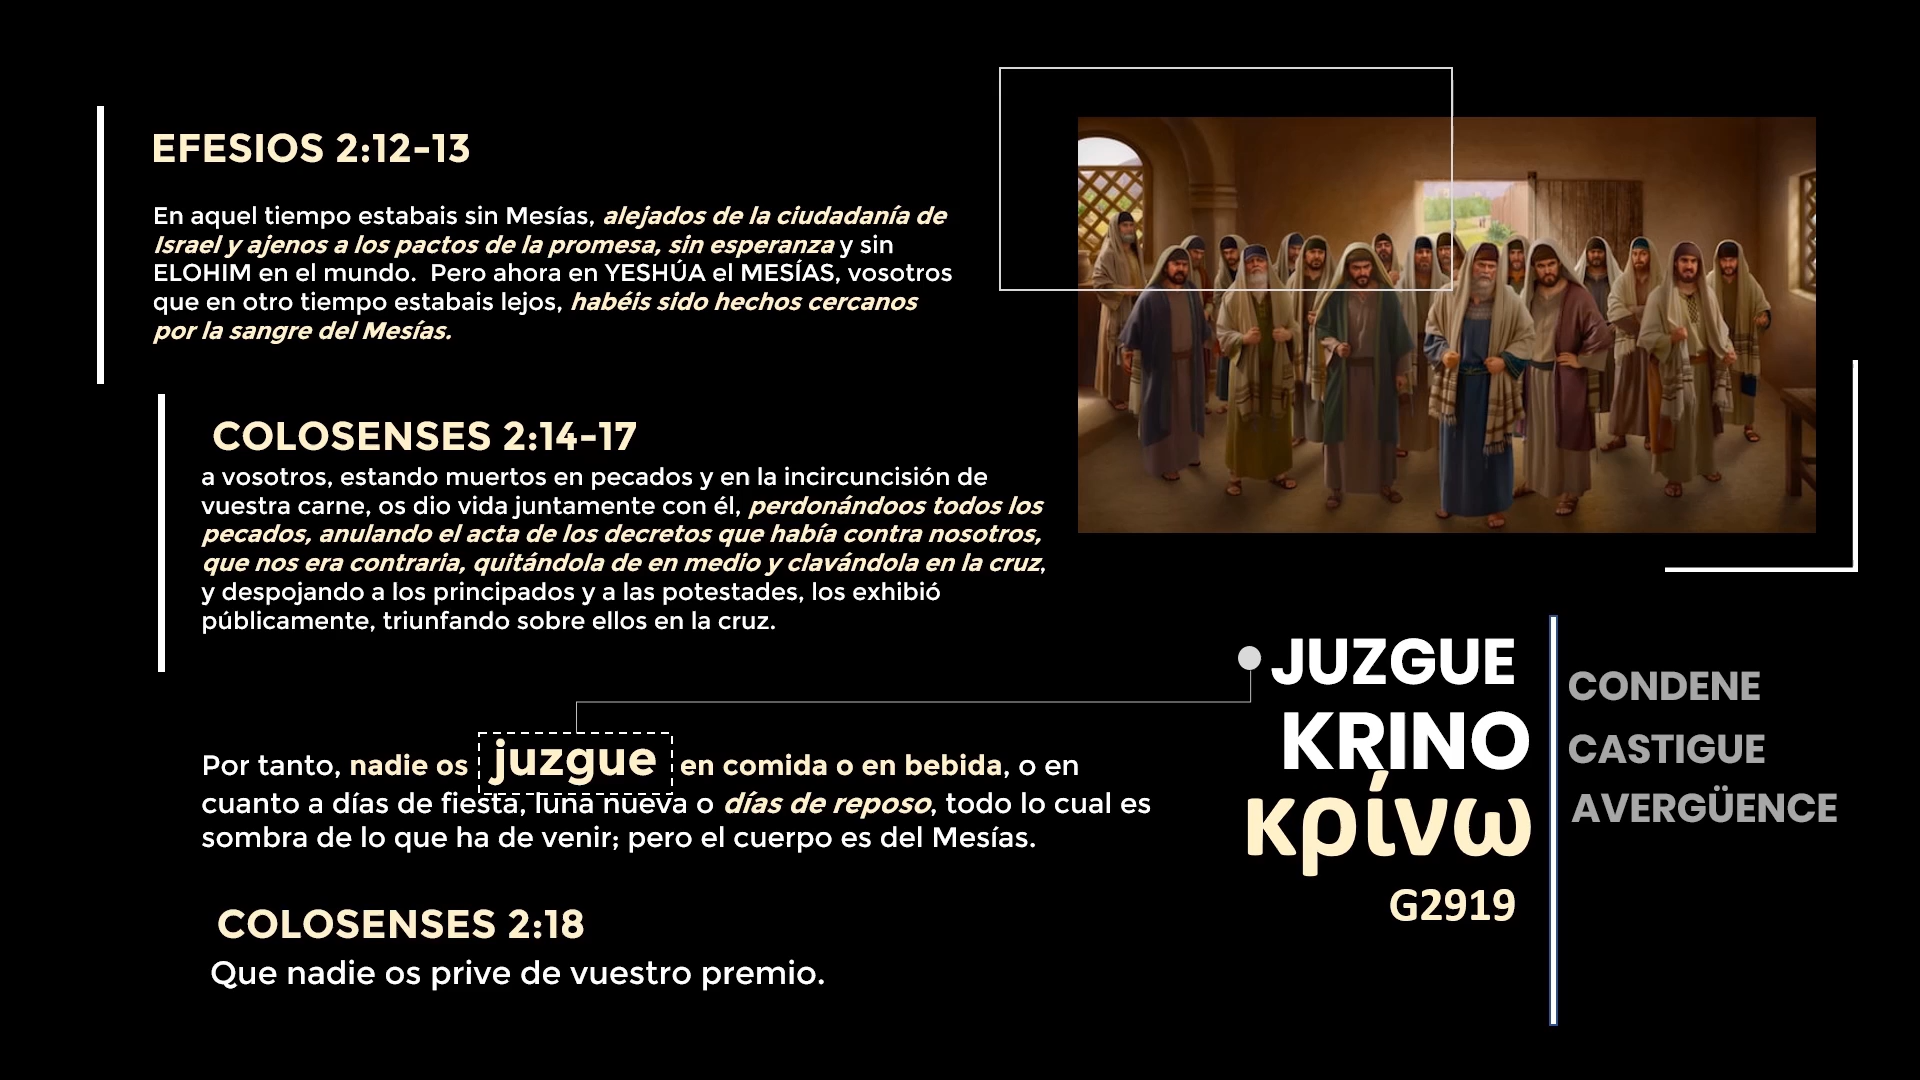 EFESIOS 2:12-13
En aquel tiempo estabais sin Mesías, alejados de la ciudadanía de
Israel y ajenos a los pactos de la promesa, sin esperanza y sin
ELOHIM en el mundo. Pero ahora en YESHÚA el MESÍAS, vosotros
que en otro tiempo estabais lejos, habéis sido hechos cercanos
por la sangre del Mesías.
COLOSENSES 2:14-17
a vosotros, estando muertos en pecados y en la incircuncisión de
vuestra carne, os dio vida juntamente con él, perdonándoos todos los
pecados, anulando el acta de los decretos que había contra nosotros,
que nos era contraria, quitándola de en medio y clavándola en la cruz,
y despojando a los principados y a las potestades, los exhibió
públicamente, triunfando sobre ellos en la cruz.
Por tanto, nadie os juzgue en comida o en bebida, o en
cuanto a días de fiesta, luna nueva o días de reposo, todo lo cual es
sombra de lo que ha de venir; pero el cuerpo es del Mesías.
COLOSENSES 2:18
Que nadie os prive de vuestro premio.
JUZGUE
KRINO
κρίνω
G2919
CONDENE
CASTIGUE
AVERGÜENCE